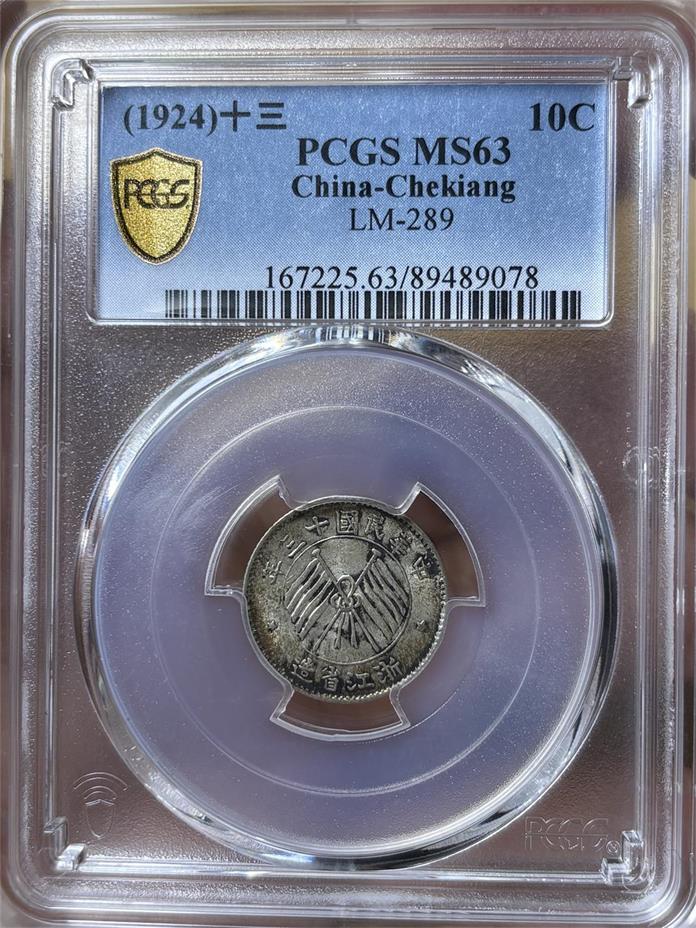 (1924)十三 10C
PCGS MS63
China-Chekiang
LM-289
PCGS
167225.63/89489078
中華民國十三年
浙江省造
PCGS